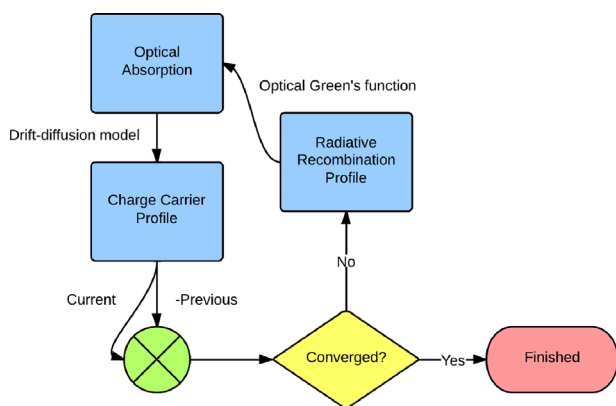 Optical
Absorption
Optical Green's function
Drift-diffusion model
Radiative
Recombination
Profile
Charge Carrier
Profile
No
Current
-Previous
Converged?
Yes
Finished